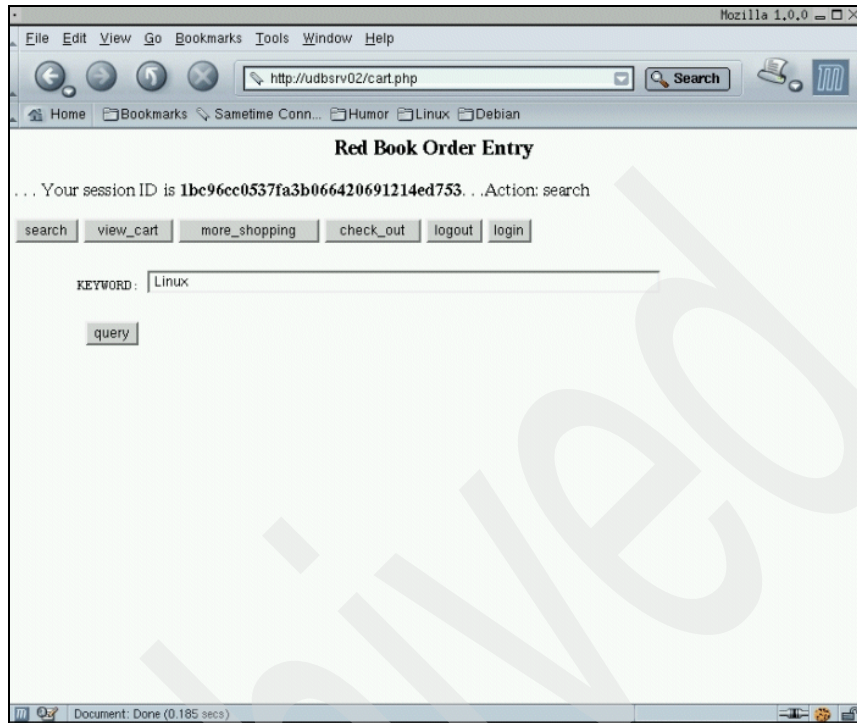 Mozilla 1.0.0
File Edit View Go Bookmarks Tools Window Help
http://udbsrv02/cart.php Search
Home Bookmarks Sametime Conn... Humor Linux Debian
Red Book Order Entry
. . . Your session ID is 1bc96cc0537fa3b066420691214ed753. . .Action: search
search view_cart more_shopping check_out logout login
KEYWORD: Linux
query
Document: Done (0.185 secs)